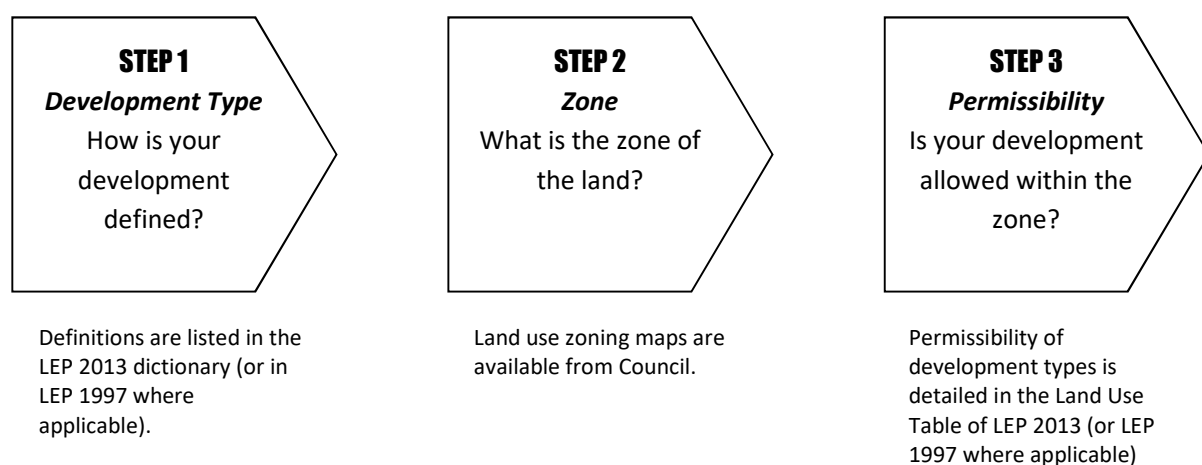 STEP 1
Development Type
How is your
development
defined?
Definitions are listed in the
LEP 2013 dictionary (or in
LEP 1997 where
applicable).
STEP 2
Zone
What is the zone of
the land?
Land use zoning maps are
available from Council.
STEP 3
Permissibility
Is your development
allowed within the
zone?
Permissibility of
development types is
detailed in the Land Use
Table of LEP 2013 (or LEP
1997 where applicable)